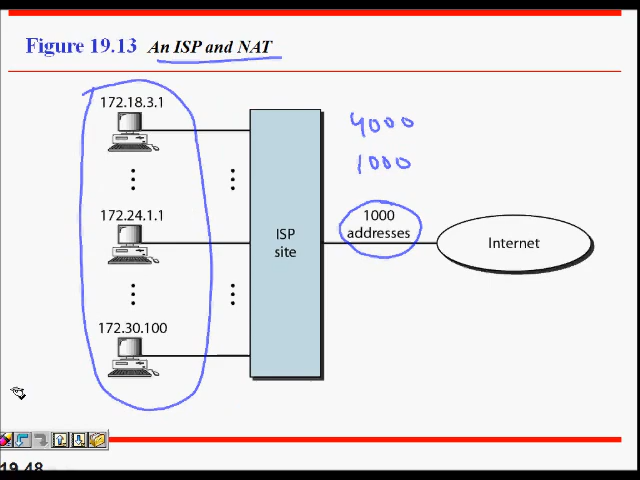 Figure 19.13 An ISP and NAT
172.18.3.1
4000
1000
172.24.1.1
1000
addresses
ISP
site
Internet
172.30.100
19.48